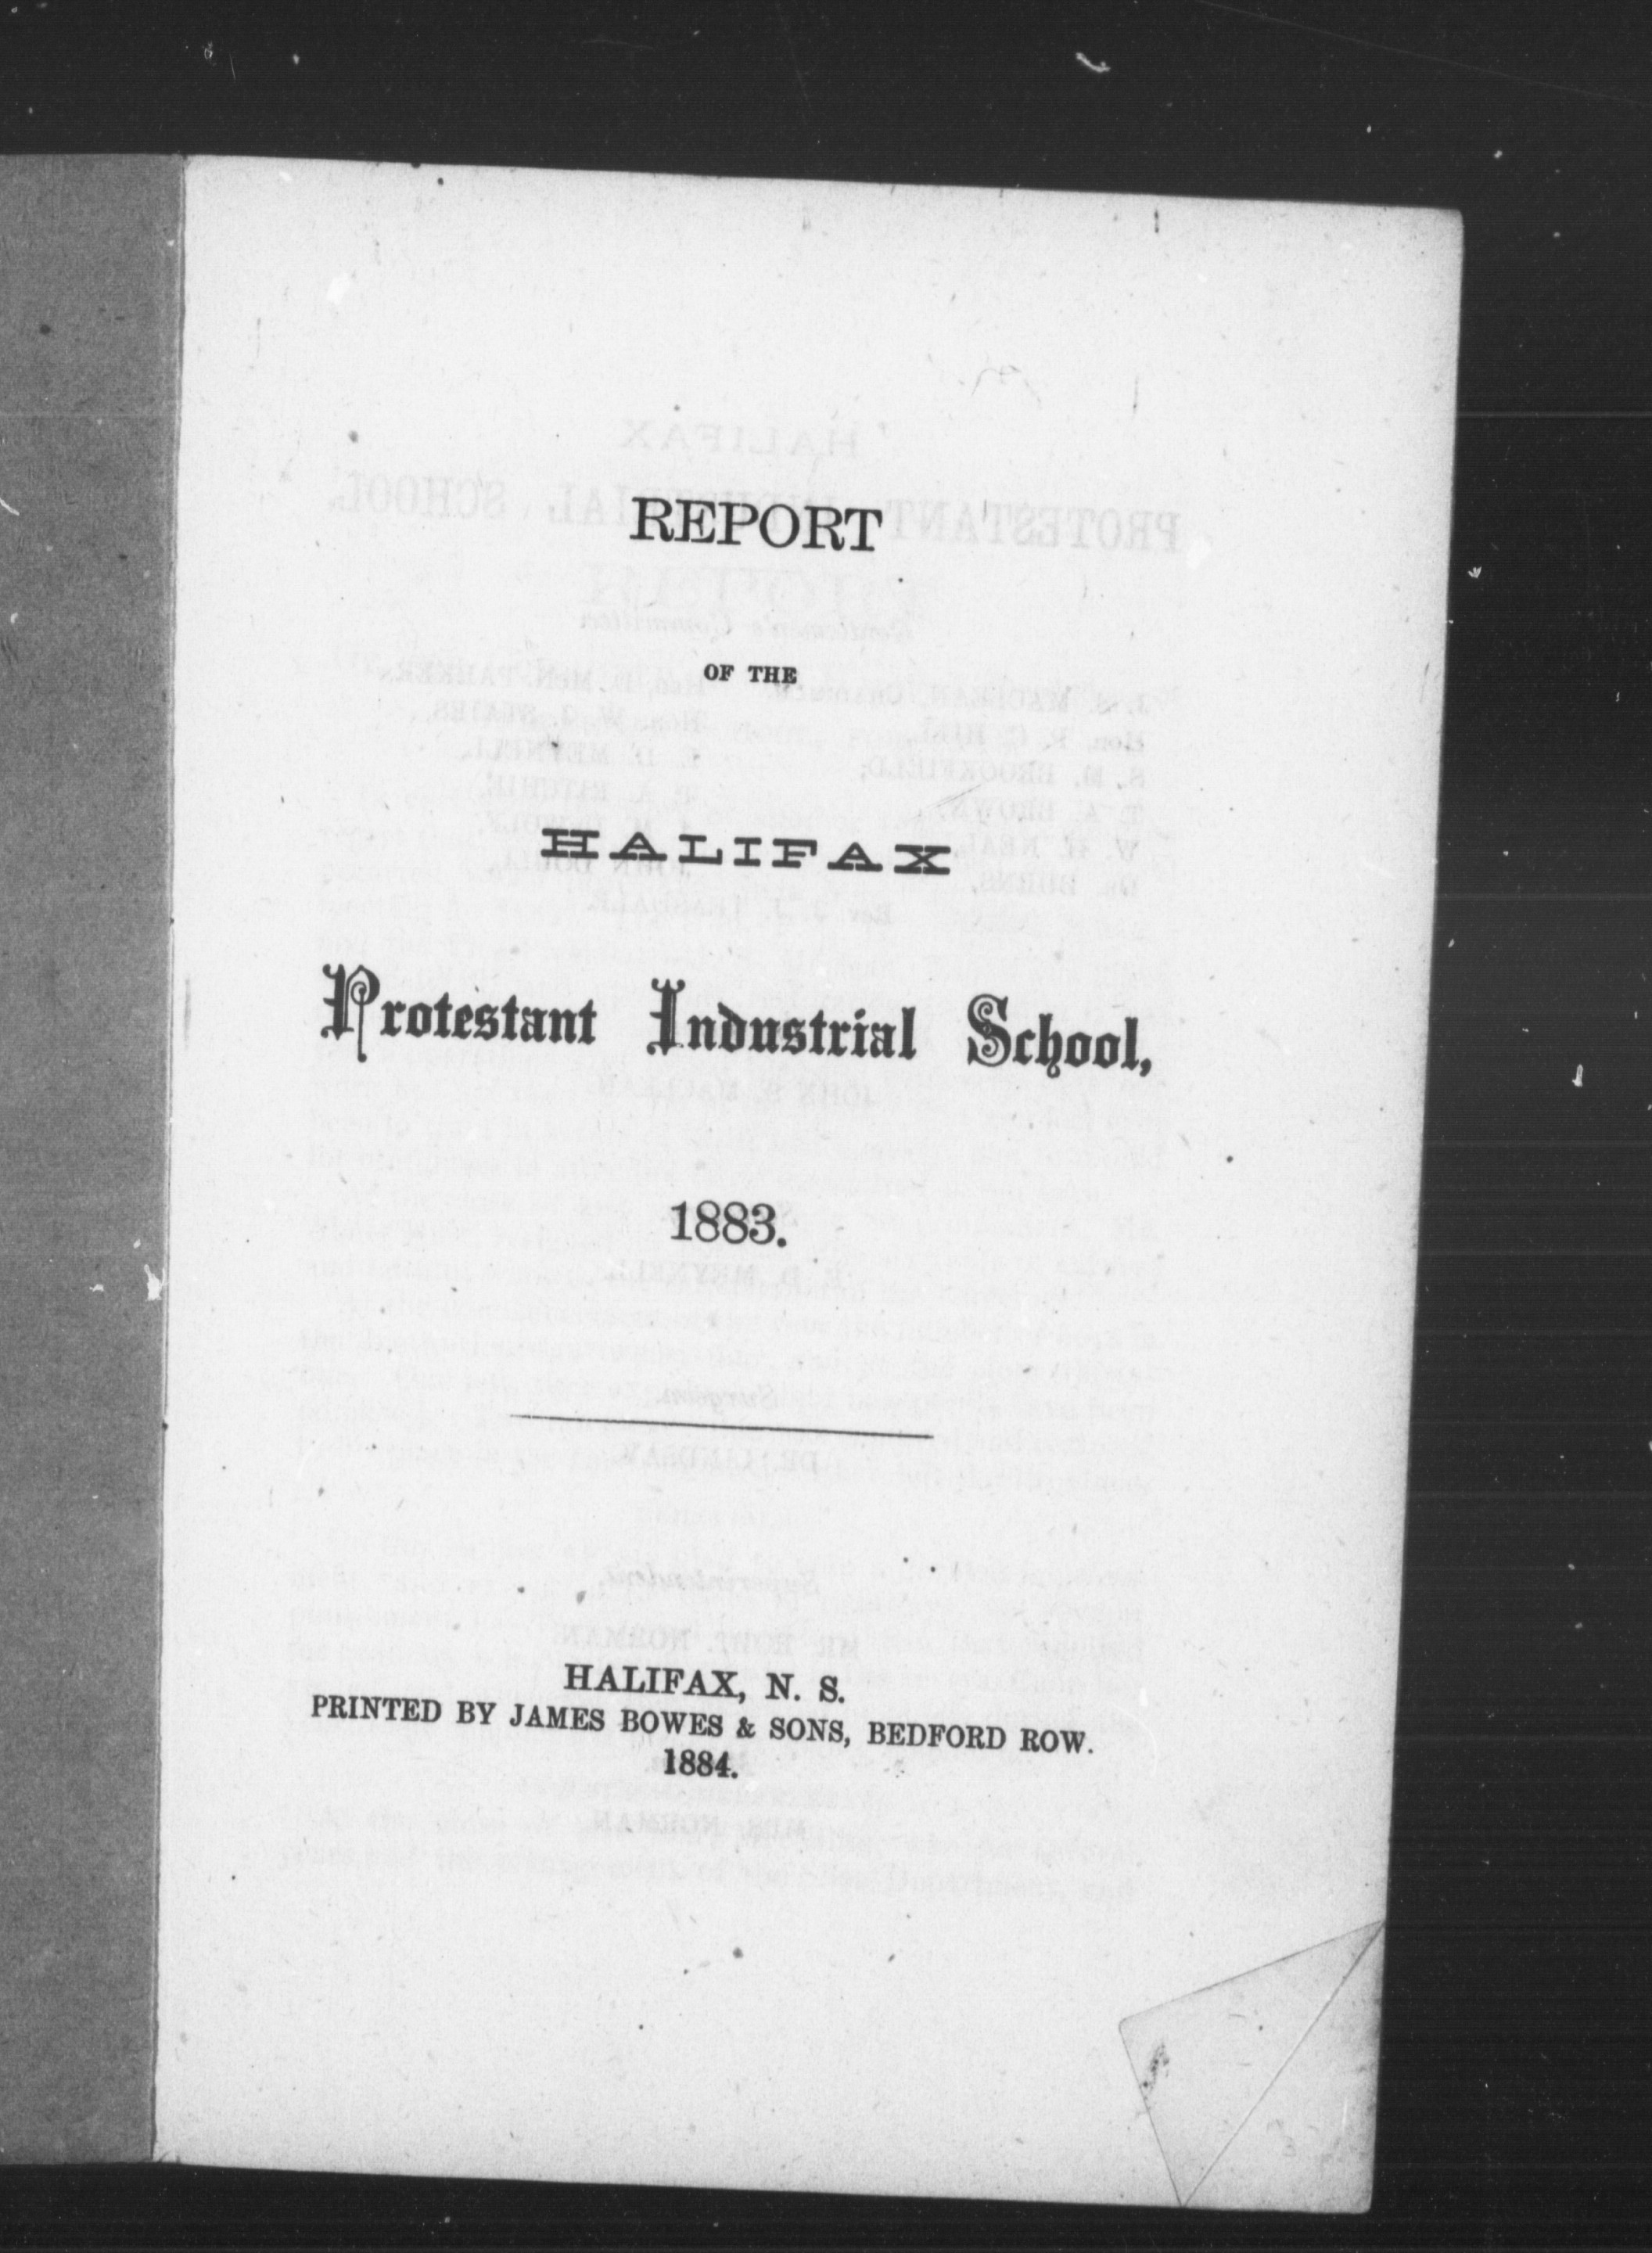 REPORT
OF THE
HALIFAX
Protestant Industrial School,
1883.
HALIFAX, N. S.
PRINTED BY JAMES BOWES & SONS, BEDFORD ROW.
1884.